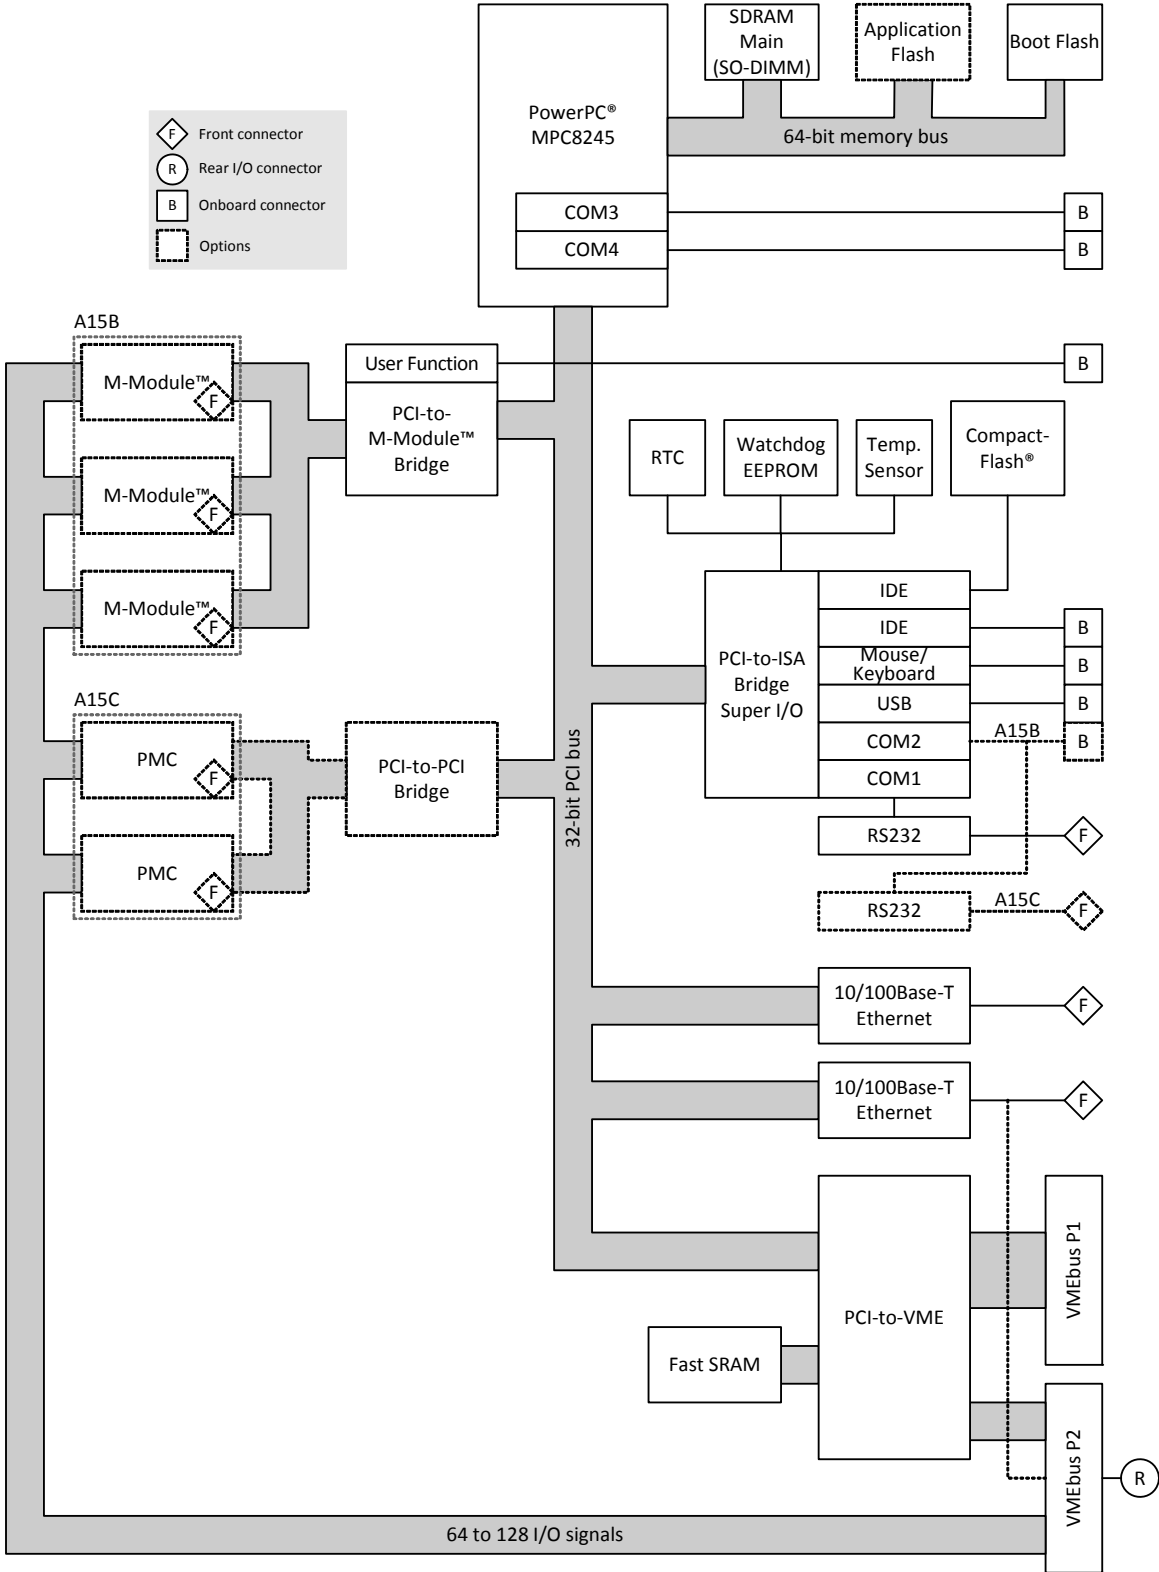 SDRAM
Main
(SO-DIMM)
Application
Flash
Boot Flash
PowerPC®
MPC8245
64-bit memory bus
F
Front connector
R
Rear I/O connector
B
Onboard connector
Options
COM3
B
COM4
B
A15B
M-Module™
F
M-Module™
F
M-Module™
F
User Function
B
PCI-to-
M-Module™
Bridge
RTC
Watchdog
EEPROM
Temp.
Sensor
Compact-
Flash®
PCI-to-ISA
Bridge
Super I/O
IDE
IDE
B
Mouse/
Keyboard
B
USB
B
COM2
A15B
B
COM1
RS232
F
RS232
A15C
F
A15C
PMC
F
PMC
F
PCI-to-PCI
Bridge
32-bit PCI bus
10/100Base-T
Ethernet
F
10/100Base-T
Ethernet
F
PCI-to-VME
VMEbus P1
Fast SRAM
VMEbus P2
R
64 to 128 I/O signals